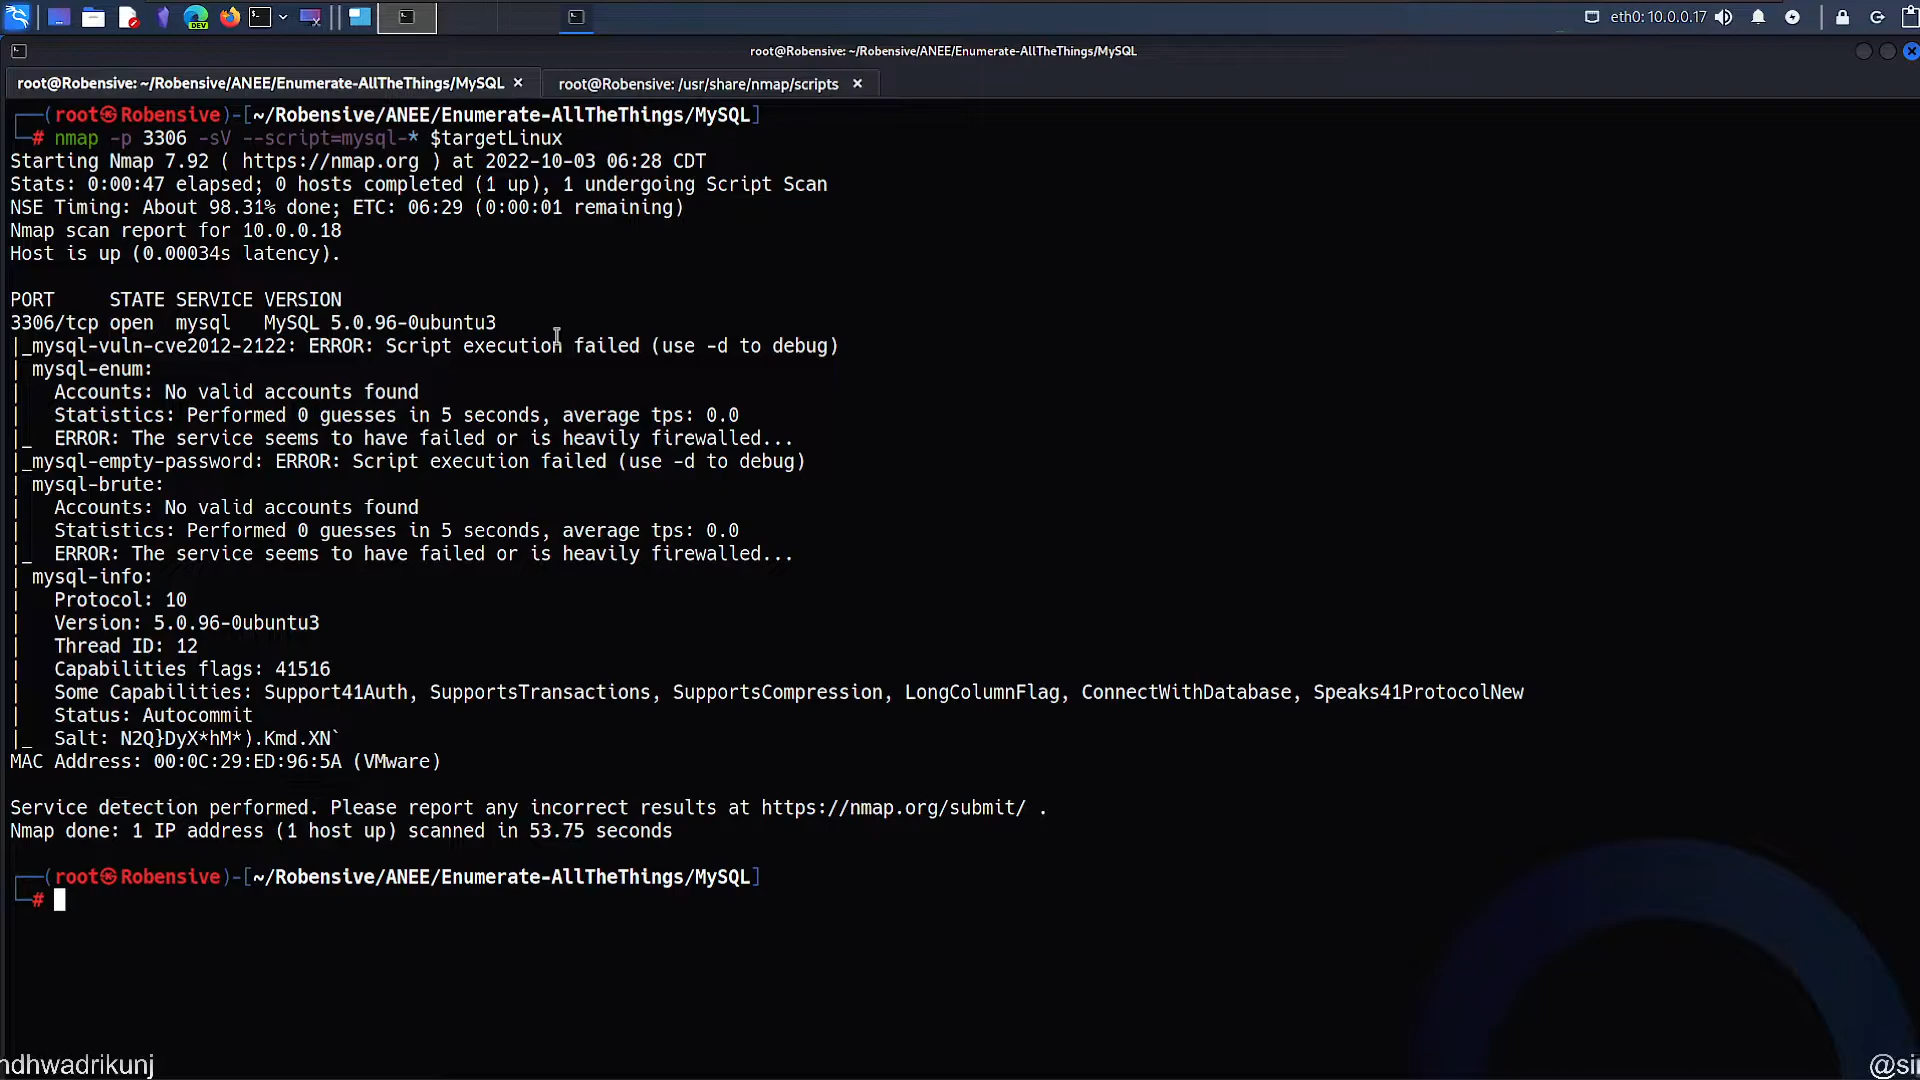 DEV
eth0: 10.0.0.17
root@Robensive: ~/Robensive/ANEE/Enumerate-AllTheThings/MySQL
root@Robensive: ~/Robensive/ANEE/Enumerate-AllTheThings/MySQL ×
root@Robensive: /usr/share/nmap/scripts ×
(root㉿Robensive)-[~/Robensive/ANEE/Enumerate-AllTheThings/MySQL]
# nmap -p 3306 -sV --script=mysql-* $targetLinux
Starting Nmap 7.92 ( https://nmap.org ) at 2022-10-03 06:28 CDT
Stats: 0:00:47 elapsed; 0 hosts completed (1 up), 1 undergoing Script Scan
NSE Timing: About 98.31% done; ETC: 06:29 (0:00:01 remaining)
Nmap scan report for 10.0.0.18
Host is up (0.00034s latency).
PORT     STATE SERVICE VERSION
3306/tcp open  mysql   MySQL 5.0.96-0ubuntu3
|_mysql-vuln-cve2012-2122: ERROR: Script execution failed (use -d to debug)
| mysql-enum:
|   Accounts: No valid accounts found
|   Statistics: Performed 0 guesses in 5 seconds, average tps: 0.0
|_  ERROR: The service seems to have failed or is heavily firewalled...
|_mysql-empty-password: ERROR: Script execution failed (use -d to debug)
| mysql-brute:
|   Accounts: No valid accounts found
|   Statistics: Performed 0 guesses in 5 seconds, average tps: 0.0
|_  ERROR: The service seems to have failed or is heavily firewalled...
| mysql-info:
|   Protocol: 10
|   Version: 5.0.96-0ubuntu3
|   Thread ID: 12
|   Capabilities flags: 41516
|   Some Capabilities: Support41Auth, SupportsTransactions, SupportsCompression, LongColumnFlag, ConnectWithDatabase, Speaks41ProtocolNew
|   Status: Autocommit
|_  Salt: N2Q}DyX*hM*).Kmd.XN`
MAC Address: 00:0C:29:ED:96:5A (VMware)
Service detection performed. Please report any incorrect results at https://nmap.org/submit/ .
Nmap done: 1 IP address (1 host up) scanned in 53.75 seconds
(root㉿Robensive)-[~/Robensive/ANEE/Enumerate-AllTheThings/MySQL]
#
ndhwadrikunj
@sin